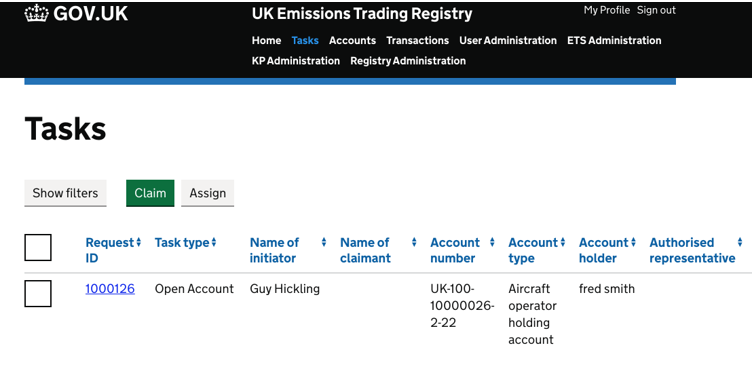 GOV.UK
UK Emissions Trading Registry
My Profile Sign out
Home Tasks Accounts Transactions User Administration ETS Administration
KP Administration Registry Administration
Tasks
Show filters Claim Assign
Request Task type Name of Name of Account Account Account Authorised
ID initiator claimant number type holder representative
1000126 Open Account Guy Hickling UK-100- Aircraft fred smith
10000026- operator
2-22 holding
account